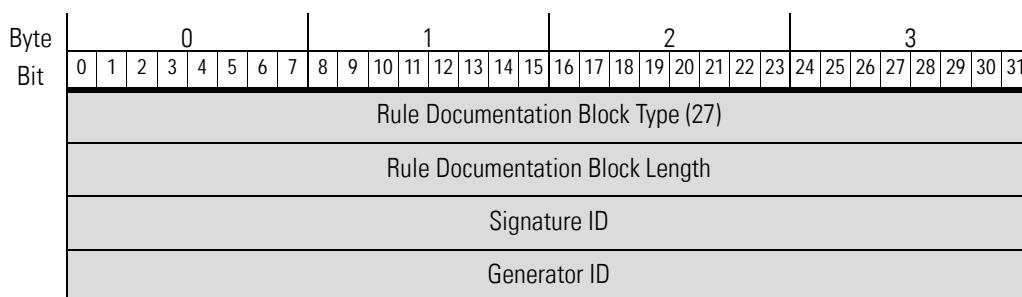 Byte 0 1 2 3
Bit 0 1 2 3 4 5 6 7 8 9 10 11 12 13 14 15 16 17 18 19 20 21 22 23 24 25 26 27 28 29 30 31
Rule Documentation Block Type (27)
Rule Documentation Block Length
Signature ID
Generator ID